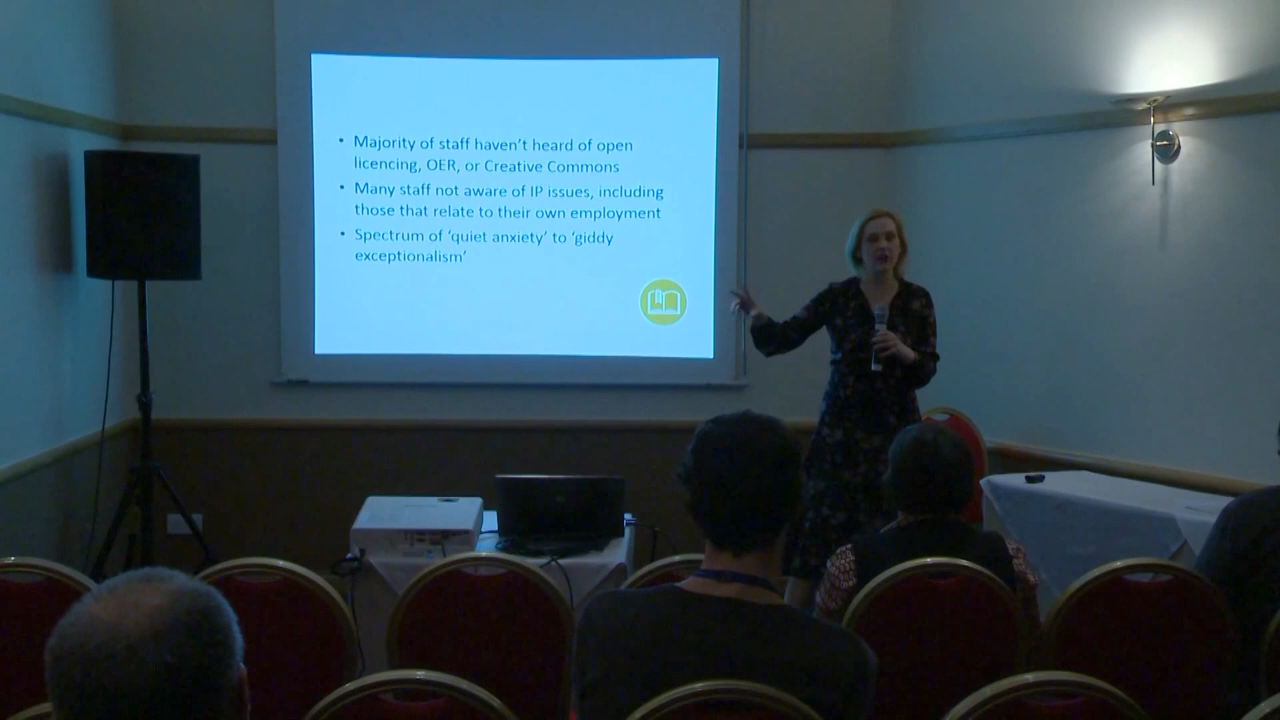 • Majority of staff haven't heard of open
licencing, OER, or Creative Commons
• Many staff not aware of IP issues, including
those that relate to their own employment
• Spectrum of 'quiet anxiety' to 'giddy
exceptionalism'